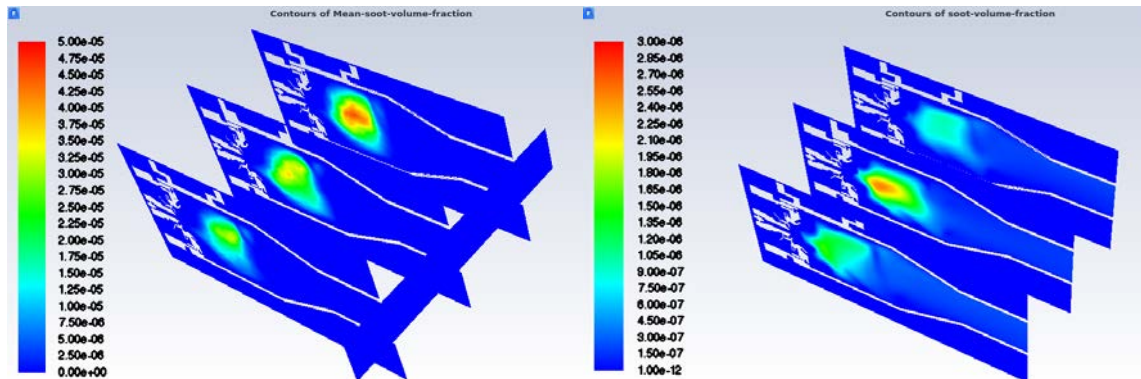 Contours of Mean-soot-volume-fraction
5.00e-05
4.75e-05
4.50e-05
4.25e-05
4.00e-05
3.75e-05
3.50e-05
3.25e-05
3.00e-05
2.75e-05
2.50e-05
2.25e-05
2.00e-05
1.75e-05
1.50e-05
1.25e-05
1.00e-05
7.50e-06
5.00e-06
2.50e-06
0.00e+00
Contours of soot-volume-fraction
3.00e-06
2.85e-06
2.70e-06
2.40e-06
2.25e-06
2.10e-06
1.95e-06
1.80e-06
1.65e-06
1.50e-06
1.35e-06
1.20e-06
1.05e-06
9.00e-07
7.50e-07
6.00e-07
4.50e-07
3.00e-07
1.50e-07
1.00e-12